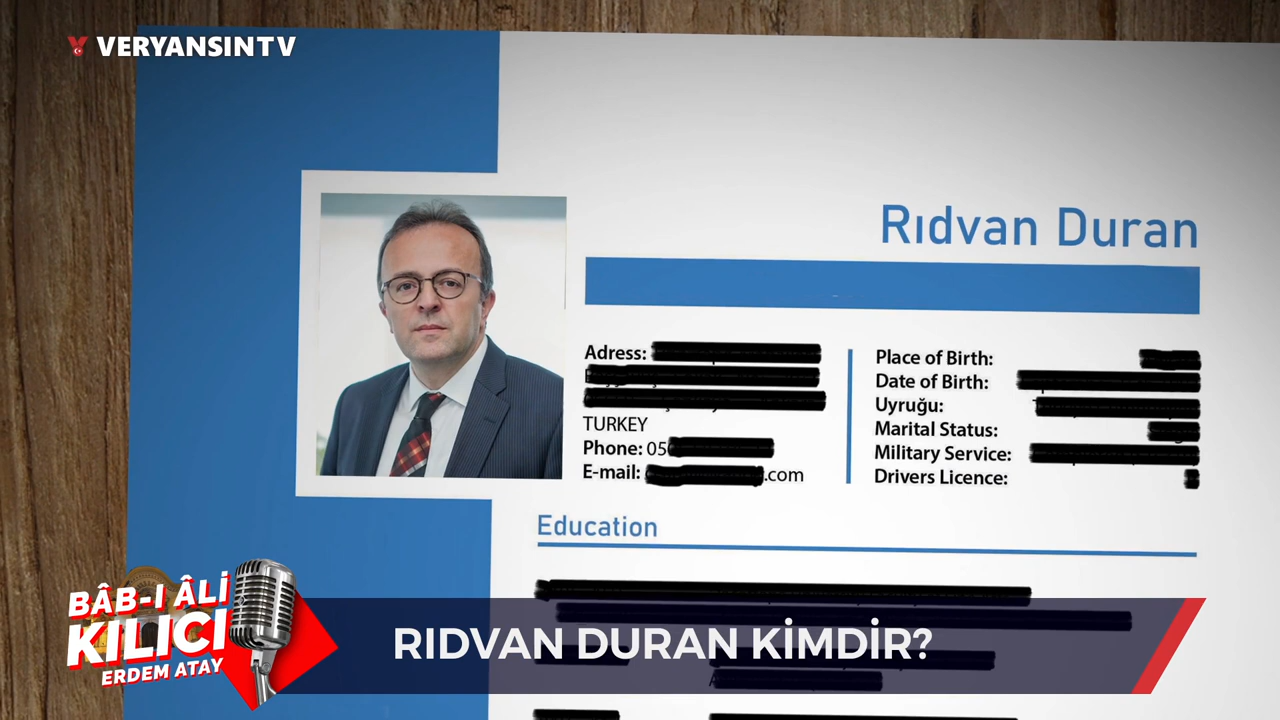 VERYANSINTV
Rıdvan Duran
Adress:
TURKEY
Phone: 05
E-mail: .com
Place of Birth:
Date of Birth:
Uyruğu:
Marital Status:
Military Service:
Drivers Licence:
Education
BÂB-I ÂLİ
KILICI
ERDEM ATAY
RIDVAN DURAN KİMDİR?